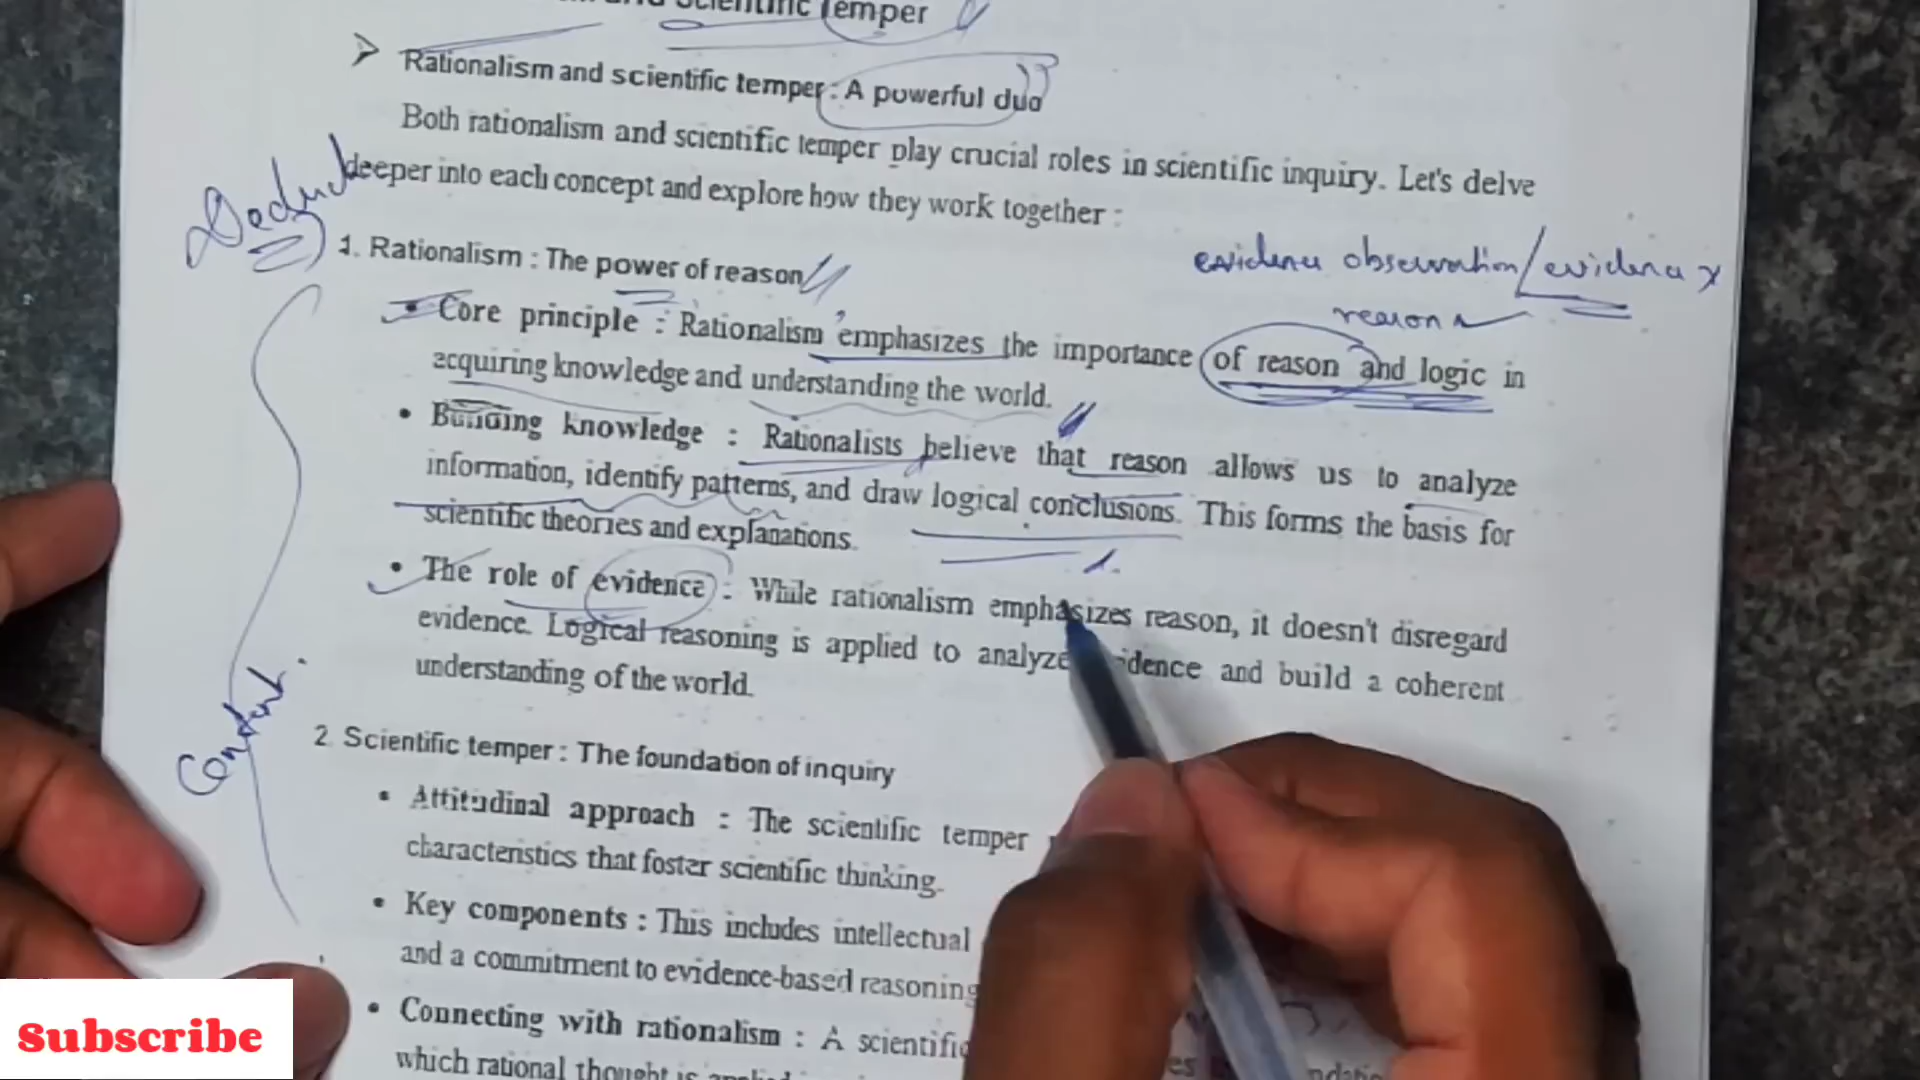 Scientific Temper
➢ Rationalism and scientific temper : A powerful duo
Both rationalism and scientific temper play crucial roles in scientific inquiry. Let's delve
deeper into each concept and explore how they work together :
1. Rationalism : The power of reason
evidence observation/evidence x
reason
• Core principle : Rationalism emphasizes the importance of reason and logic in
acquiring knowledge and understanding the world.
• Building knowledge : Rationalists believe that reason allows us to analyze
information, identify patterns, and draw logical conclusions. This forms the basis for
scientific theories and explanations.
• The role of evidence : While rationalism emphasizes reason, it doesn't disregard
evidence. Logical reasoning is applied to analyze and build a coherent
understanding of the world.
Content.
2. Scientific temper : The foundation of inquiry
• Attitudinal approach : The scientific temper
characteristics that foster scientific thinking.
• Key components : This includes intellectual
and a commitment to evidence-based reasoning
• Connecting with rationalism : A
which rational thought is
Subscribe